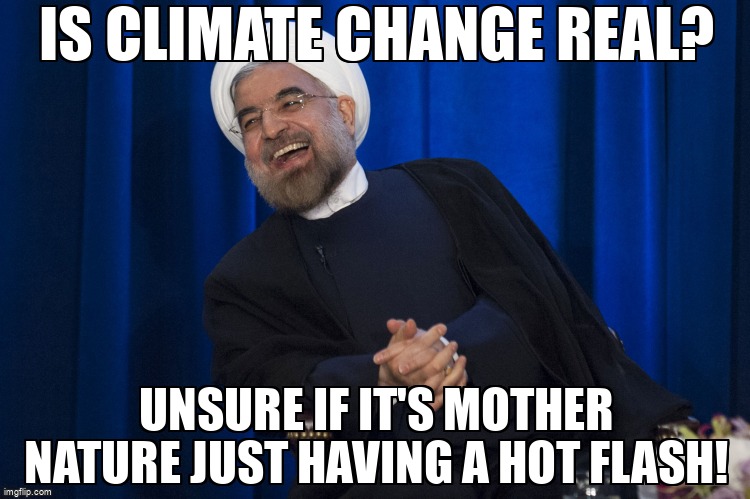 IS CLIMATE CHANGE REAL?
UNSURE IF IT'S MOTHER
NATURE JUST HAVING A HOT FLASH!
imgflip.com